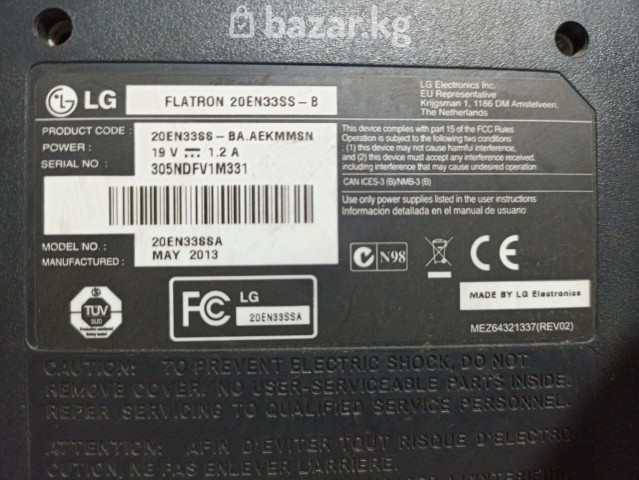 bazar.kg
LG
FLATRON 20EN33SS-B
LG Electronics Inc.
EU Representative
Krijgsman 1, 1186 DM Amstelveen,
The Netherlands
PRODUCT CODE : 20EN33SS-BA.AEKMMSN
POWER : 19 V ⎓ 1.2 A
SERIAL NO. : 305NDFV1M331
This device complies with part 15 of the FCC Rules
Operation is subject to the following two conditions
: (1) this device may not cause harmful interference,
and (2) this device must accept any interference received,
including interference that may cause undesired operation
CAN ICES-3 (B)/NMB-3 (B)
Use only power supplies listed in the user instructions
Información detallada en el manual de usuario
MODEL NO. : 20EN33SSA
MANUFACTURED : MAY 2013
N98
CE
TÜV
SUD
FC
LG
20EN33SSA
MADE BY LG Electronics
MEZ64321337(REV02)
CAUTION: TO PREVENT ELECTRIC SHOCK, DO NOT
REMOVE COVER. NO USER-SERVICEABLE PARTS INSIDE.
REFER SERVICING TO QUALIFIED SERVICE PERSONNEL.
ATTENTION: AFIN D'EVITER TOUT RISQUE D'ELECTRO
CUTION, NE PAS ENLEVER L'ARRIERE.